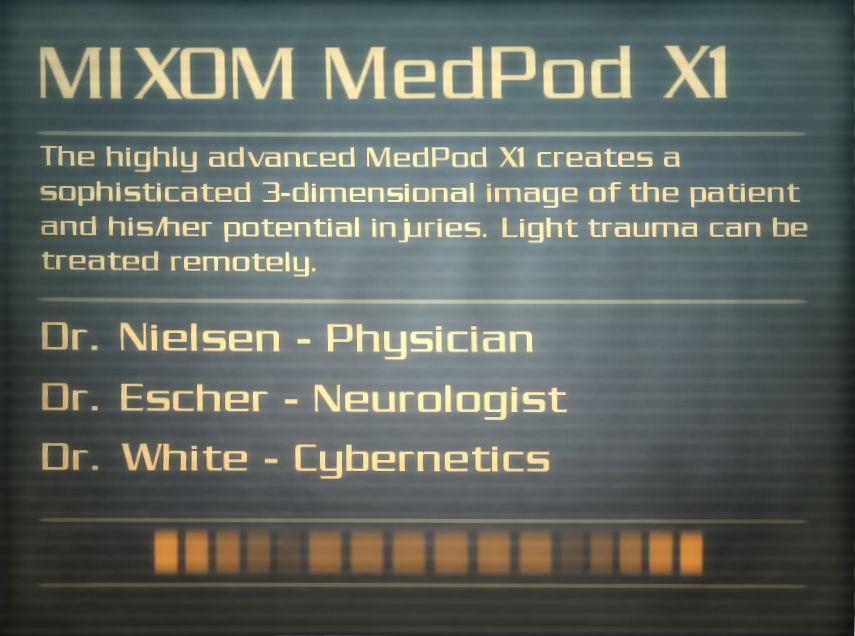 MIXOM MedPod X1
The highly advanced MedPod X1 creates a
sophisticated 3-dimensional image of the patient
and his/her potential injuries. Light trauma can be
treated remotely.
Dr. Nielsen - Physician
Dr. Escher - Neurologist
Dr. White - Cybernetics